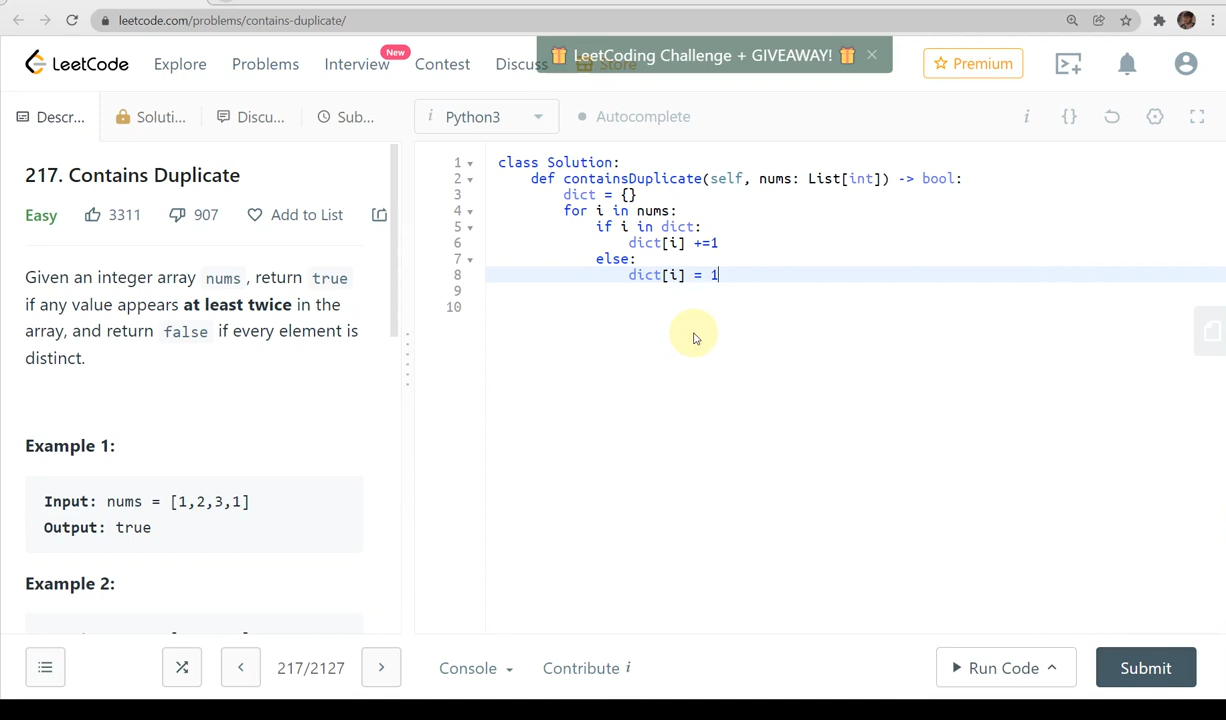 leetcode.com/problems/contains-duplicate/
LeetCode Explore Problems Interview New Contest Discuss Store Premium
LeetCoding Challenge + GIVEAWAY!
Descr... Soluti... Discu... Sub...
i Python3 Autocomplete i {}
217. Contains Duplicate
Easy 3311 907 Add to List
Given an integer array nums , return true
if any value appears at least twice in the
array, and return false if every element is
distinct.
Example 1:
Input: nums = [1,2,3,1]
Output: true
Example 2:
1 class Solution:
2 def containsDuplicate(self, nums: List[int]) -> bool:
3 dict = {}
4 for i in nums:
5 if i in dict:
6 dict[i] +=1
7 else:
8 dict[i] = 1
9
10
217/2127
Console Contribute i
Run Code Submit